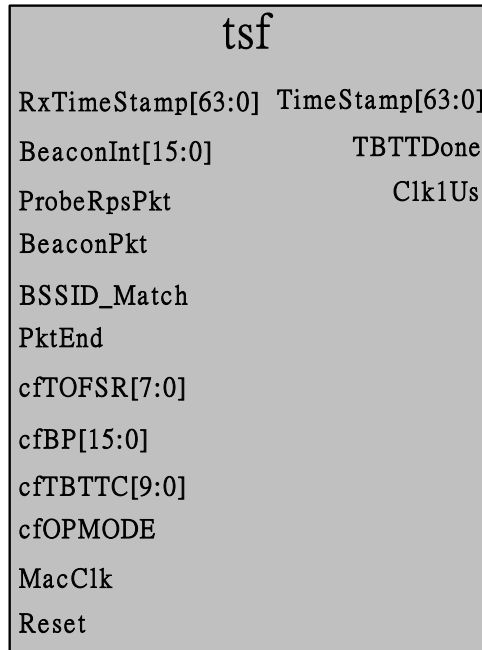 tsf
RxTimeStamp[63:0] TimeStamp[63:0]
BeaconInt[15:0] TBTTDone
ProbeRpsPkt Clk1Us
BeaconPkt
BSSID_Match
PktEnd
cfTOFSR[7:0]
cfBP[15:0]
cfTBTTC[9:0]
cfOPMODE
MacClk
Reset